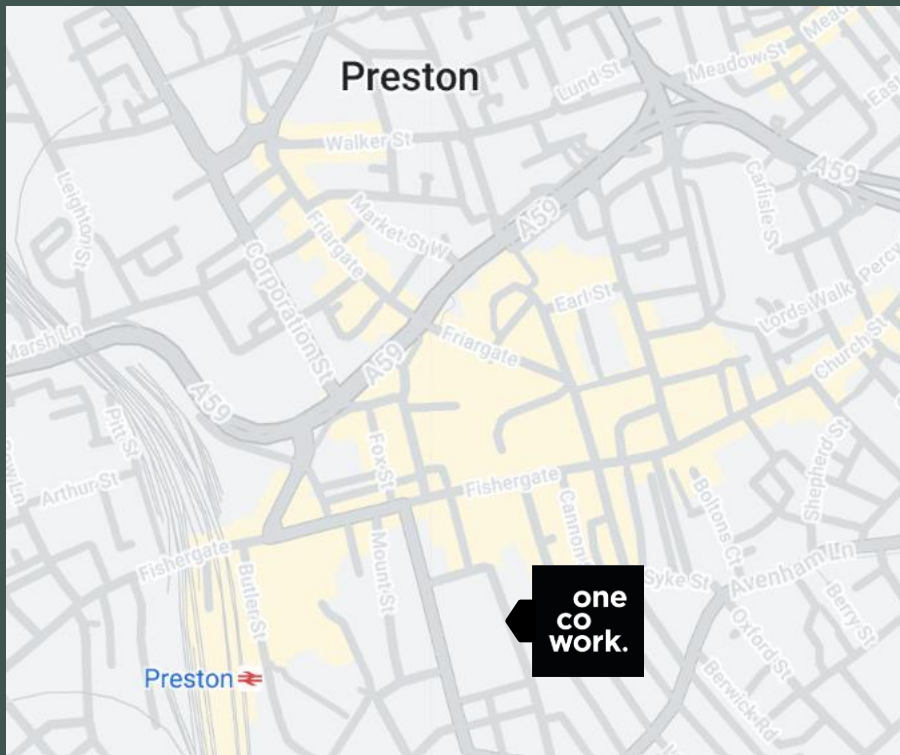 Preston
Lund St
Meadow St
Walker St
A59
Carlisle St
Leighton St
Market St W
A59
Friargate
Corporation St
Earl St
Lords Walk
Percy
Marsh Ln
Friargate
A59
Church St
A59
Pitt St
Fox St
Shepherd St
Arthur St
Fishergate
Bolton's Ct
Cannon
Fishergate
Mount St
Butler St
Syke St
Avenham Ln
one
co
work.
Berry St
Oxford St
Preston
Berwick Rd